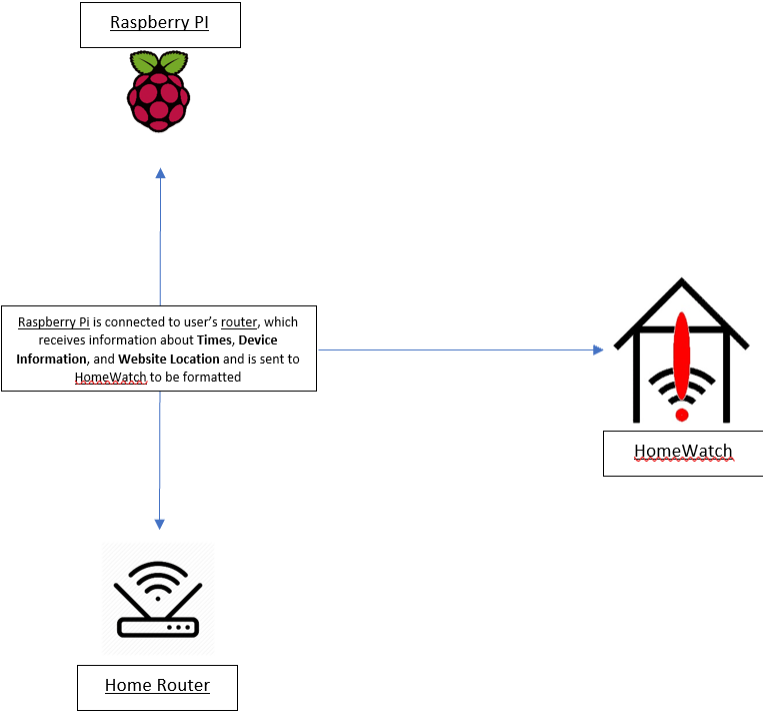 Raspberry PI
Raspberry Pi is connected to user's router, which
receives information about Times, Device
Information, and Website Location and is sent to
HomeWatch to be formatted
HomeWatch
Home Router